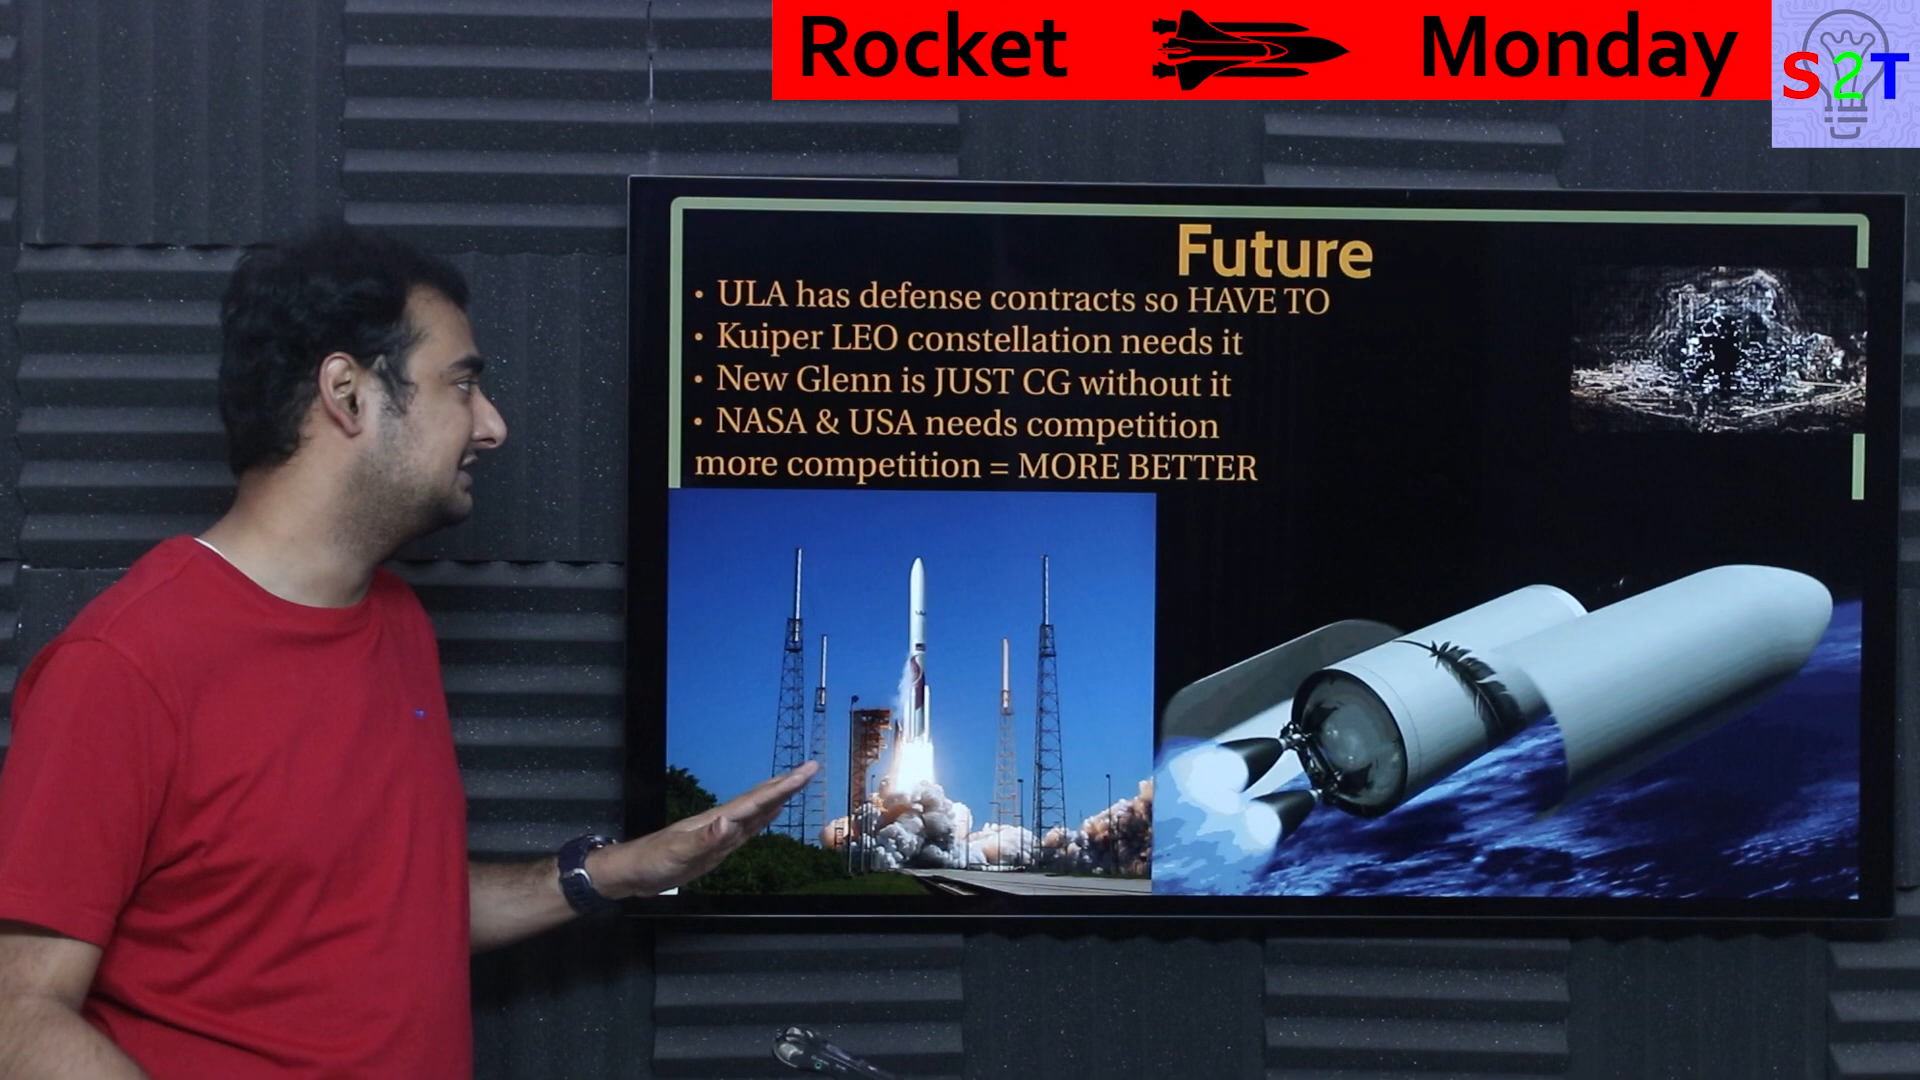 Rocket Monday
S2T
Future
• ULA has defense contracts so HAVE TO
• Kuiper LEO constellation needs it
• New Glenn is JUST CG without it
• NASA & USA needs competition
more competition = MORE BETTER